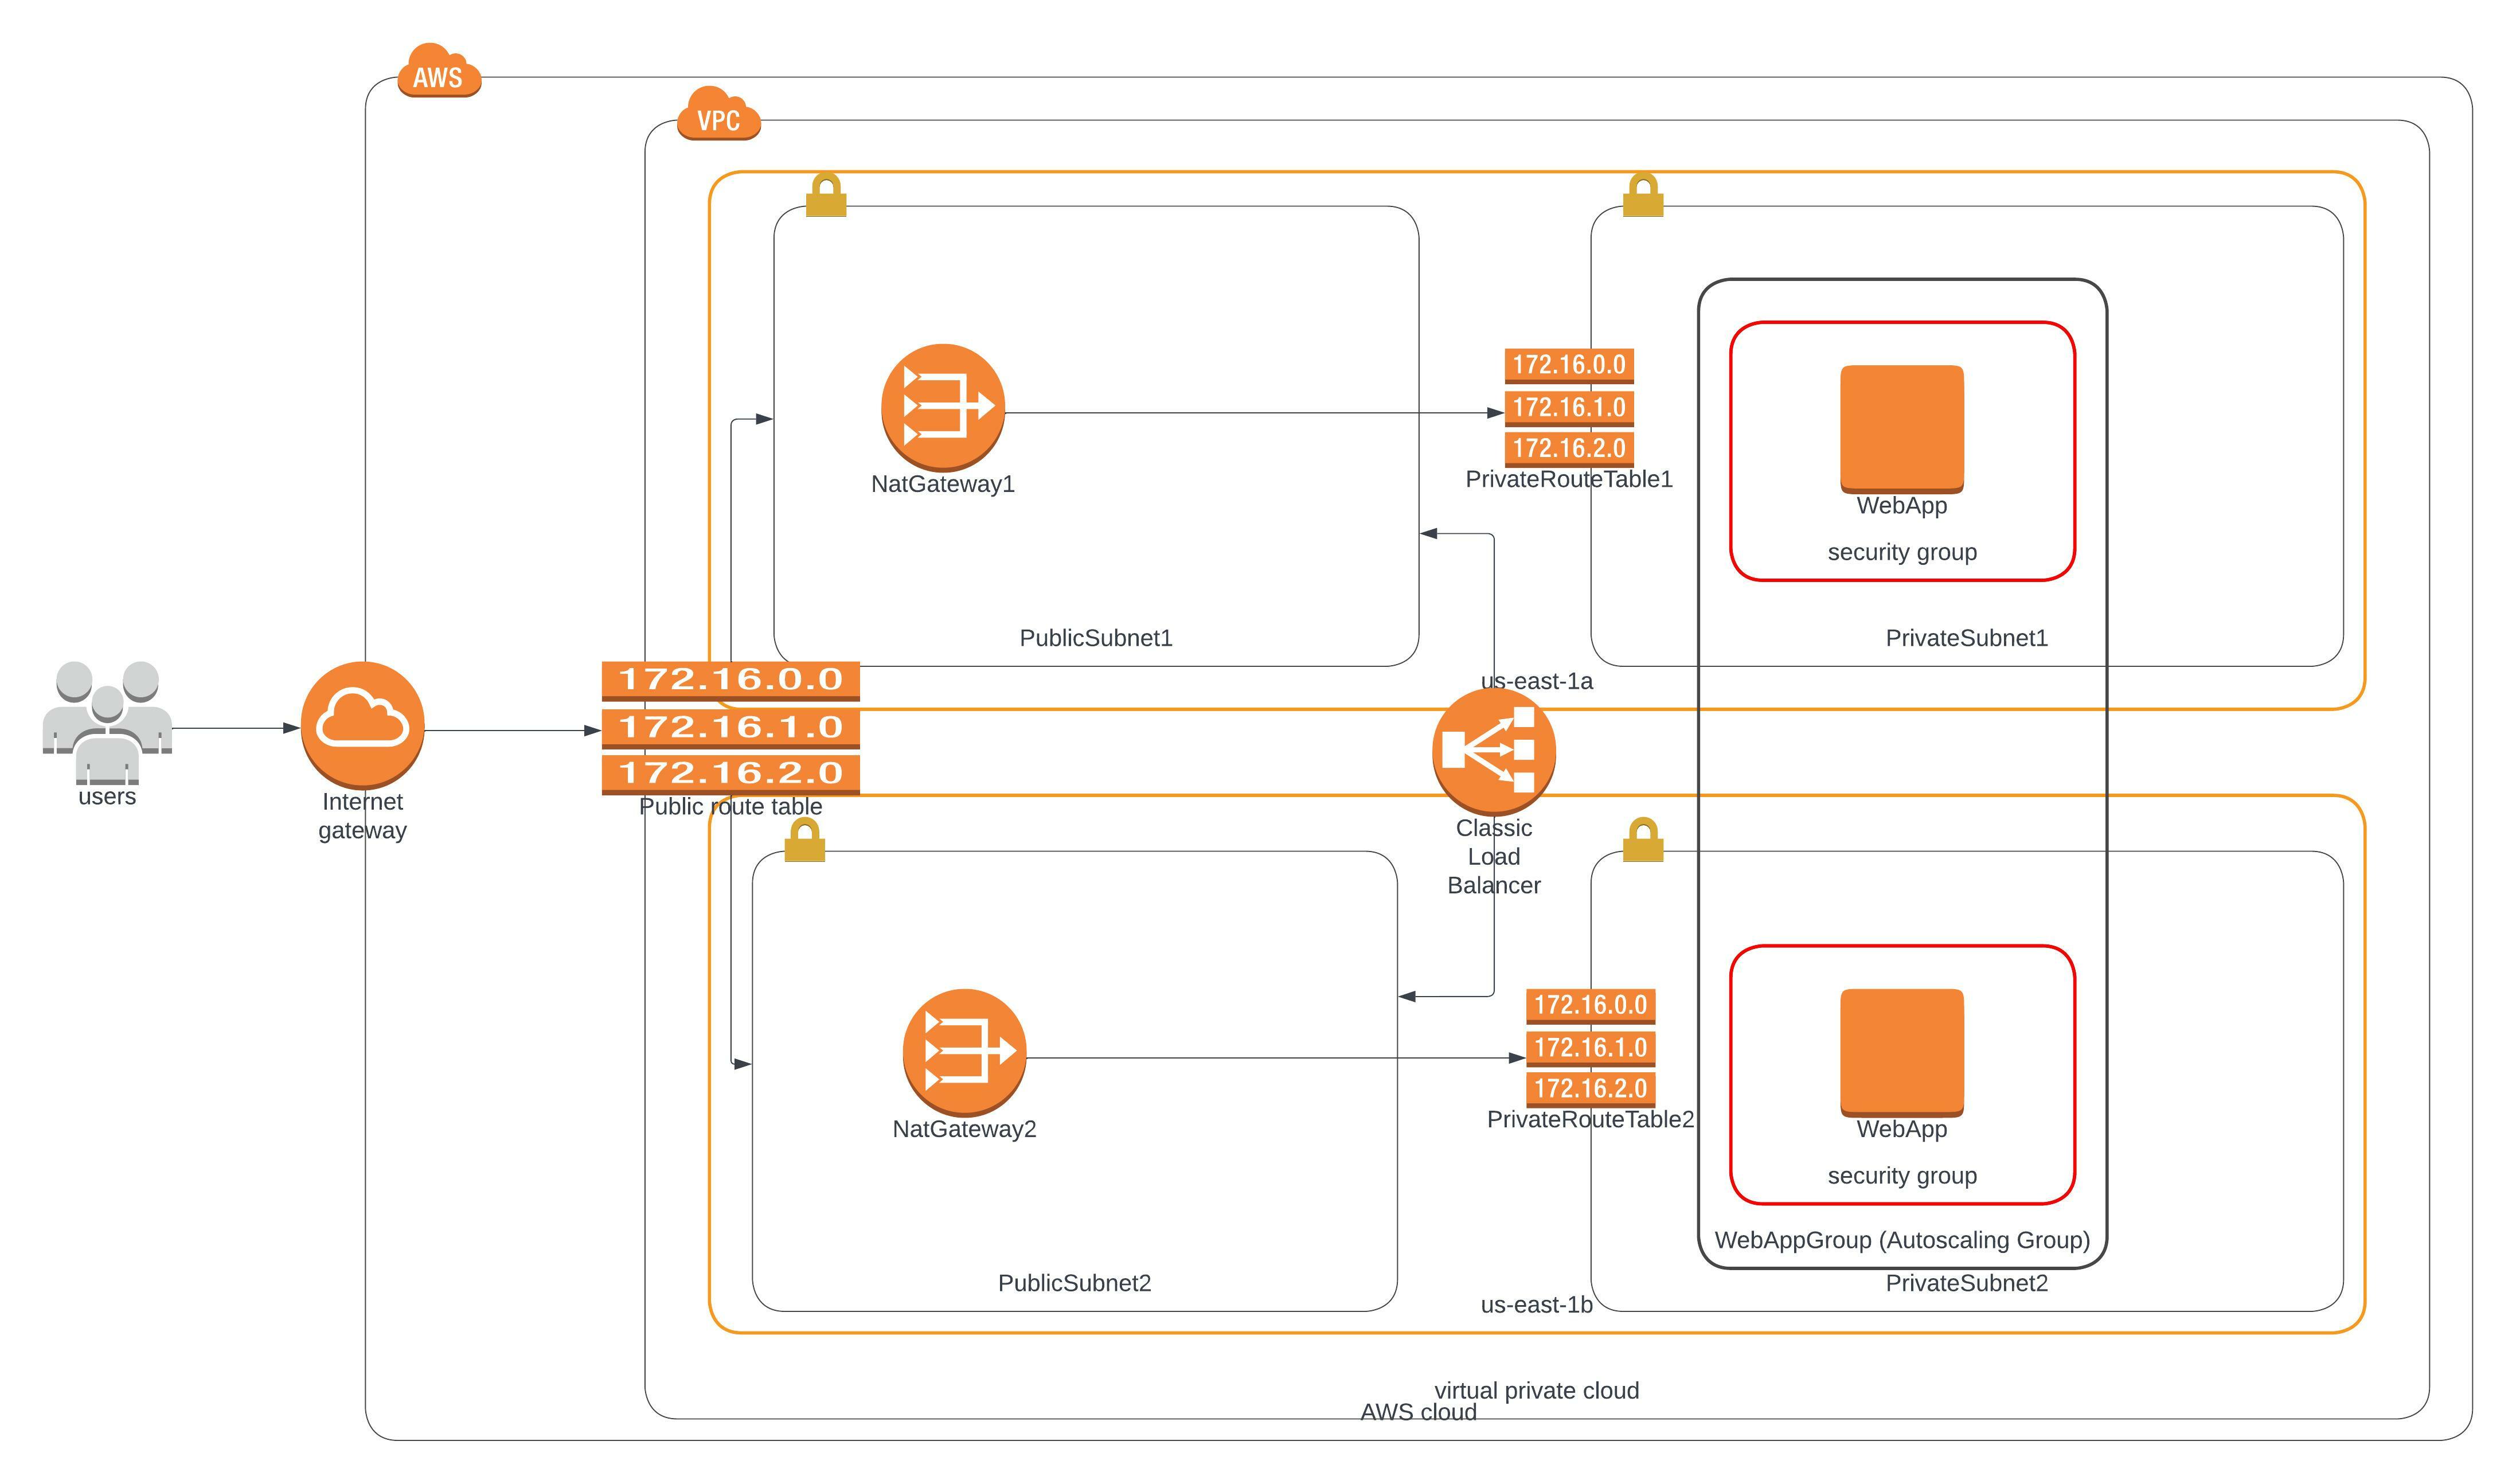 AWS
VPC
172.16.0.0
172.16.1.0
172.16.2.0
PrivateRouteTable1
NatGateway1
WebApp
security group
PublicSubnet1
PrivateSubnet1
us-east-1a
172.16.0.0
172.16.1.0
172.16.2.0
Public route table
users
Internet
gateway
Classic
Load
Balancer
172.16.0.0
172.16.1.0
172.16.2.0
PrivateRouteTable2
NatGateway2
WebApp
security group
WebAppGroup (Autoscaling Group)
PublicSubnet2
PrivateSubnet2
us-east-1b
virtual private cloud
AWS cloud